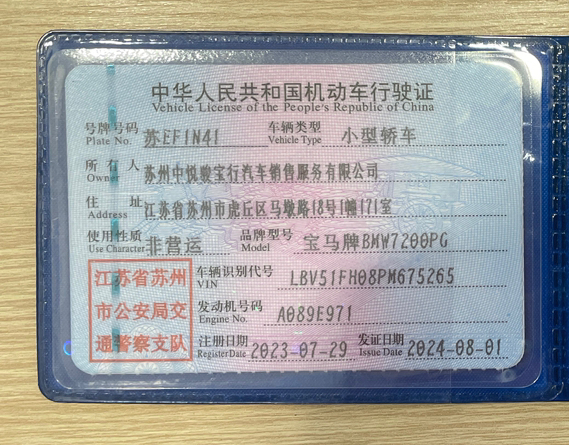 中华人民共和国机动车行驶证
Vehicle License of the People's Republic of China
号牌号码 苏EF1N41 车辆类型 小型轿车
Plate No. Vehicle Type
所有人 苏州中悦骏宝行汽车销售服务有限公司
Owner
住址 江苏省苏州市虎丘区马墩路18号1幢171室
Address
使用性质 非营运 品牌型号 宝马牌BMW7200PG
Use Character Model
江苏省苏州
市公安局交
通警察支队
车辆识别代号 LBV51FH08PM675265
VIN
发动机号码 A089E971
Engine No.
注册日期 2023-07-29 发证日期 2024-08-01
Register Date Issue Date